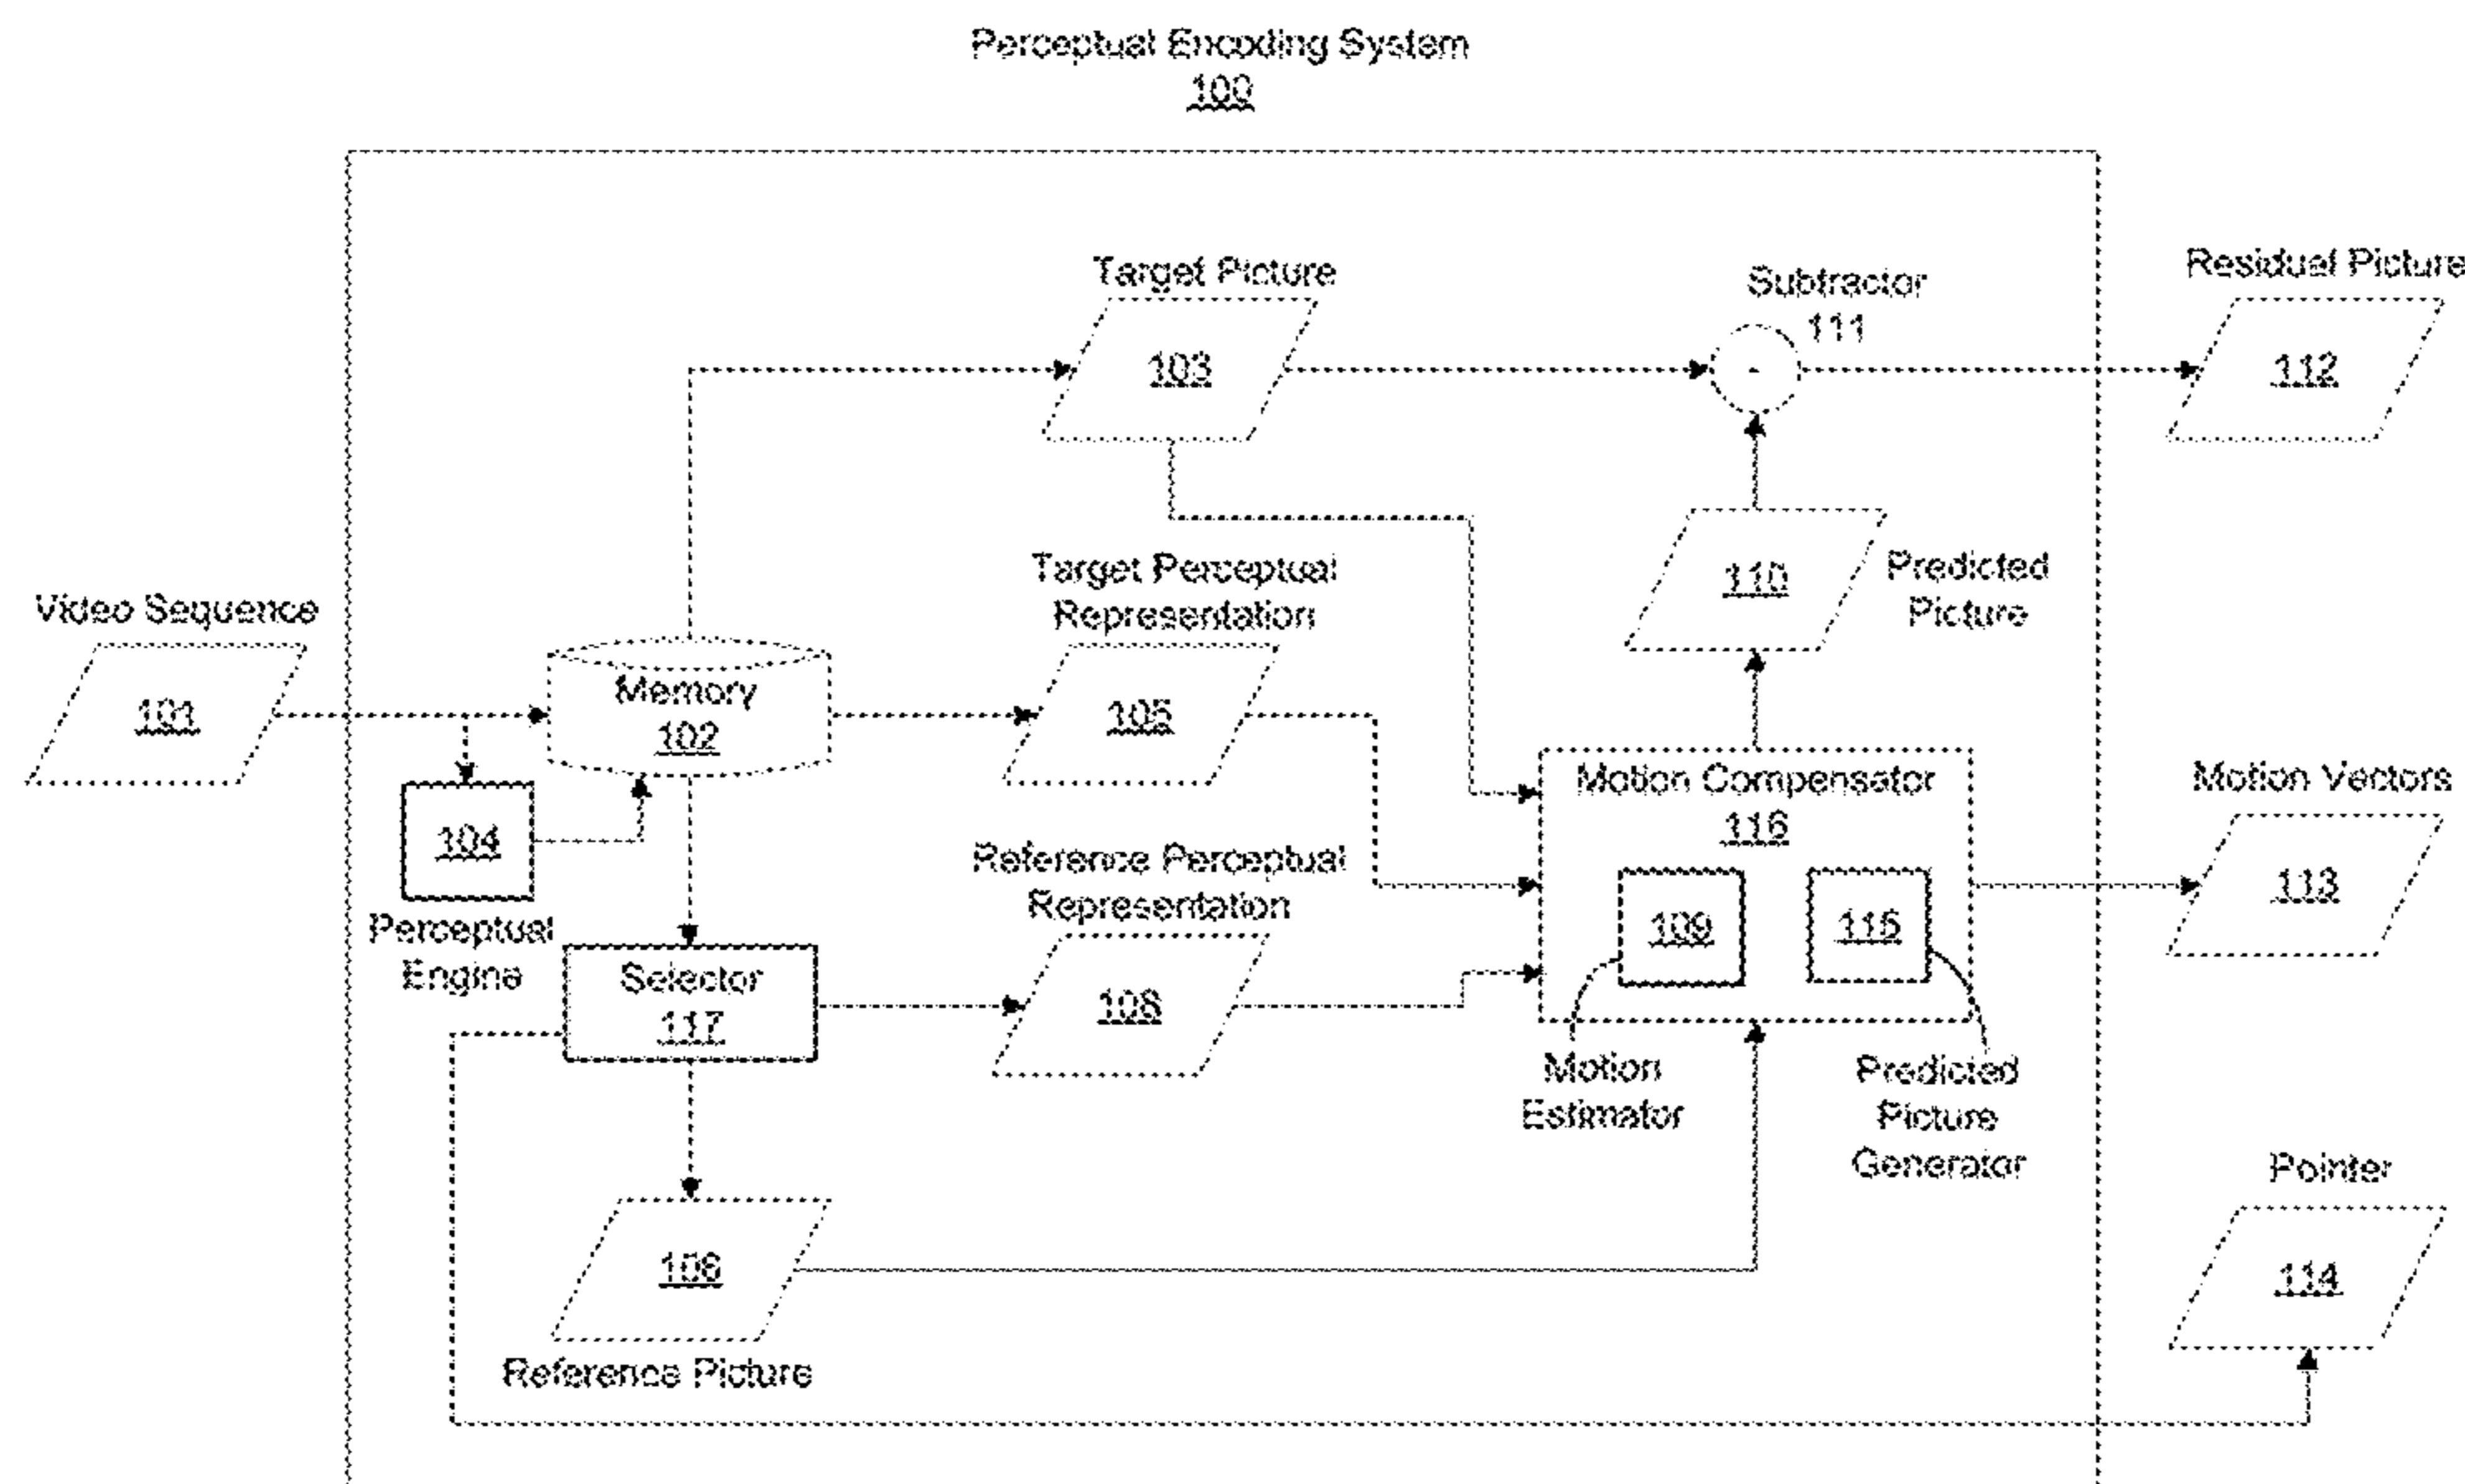 Perceptual Encoding System
100
Target Picture
103
Subtractor
111
Residual Picture
112
Video Sequence
101
Memory
102
104
Perceptual
Engine
Target Perceptual
Representation
105
110
Predicted
Picture
Motion Compensator
116
109
115
Motion
Estimator
Predicted
Picture
Generator
Motion Vectors
113
Selector
117
Reference Perceptual
Representation
108
106
Reference Picture
Pointer
114